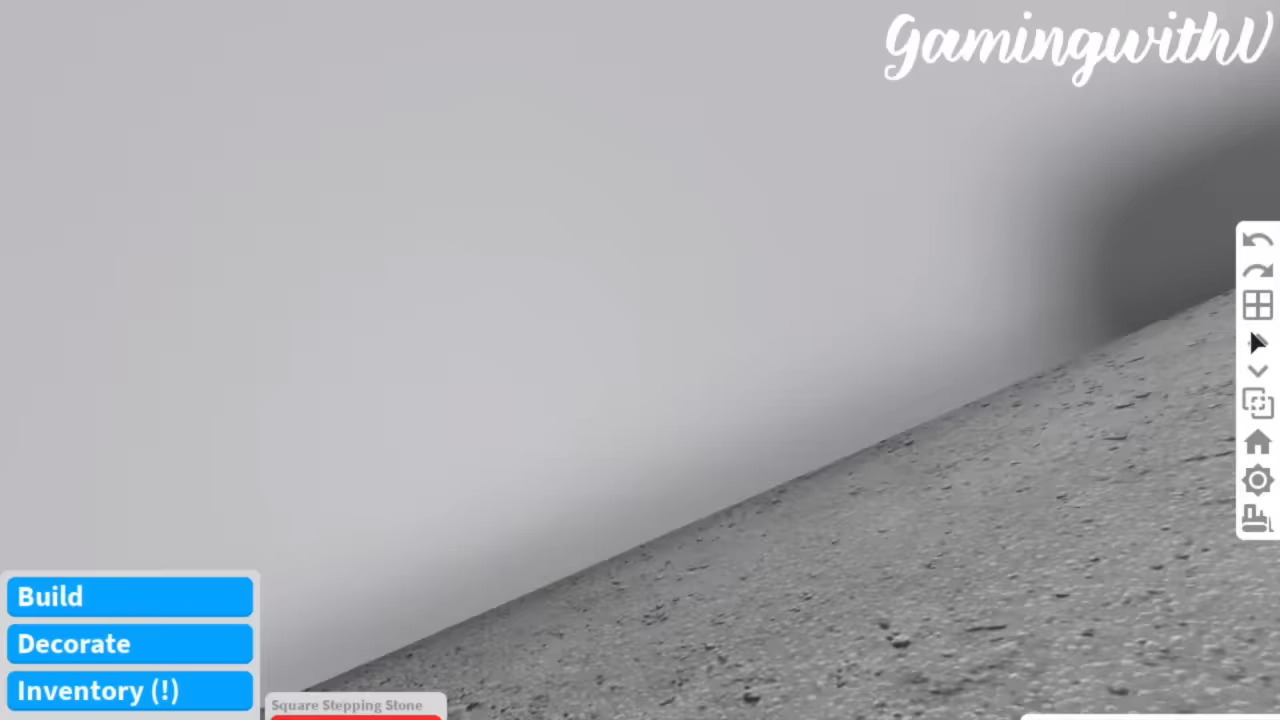 GamingwithV
Build
Decorate
Inventory (!)
Square Stepping Stone